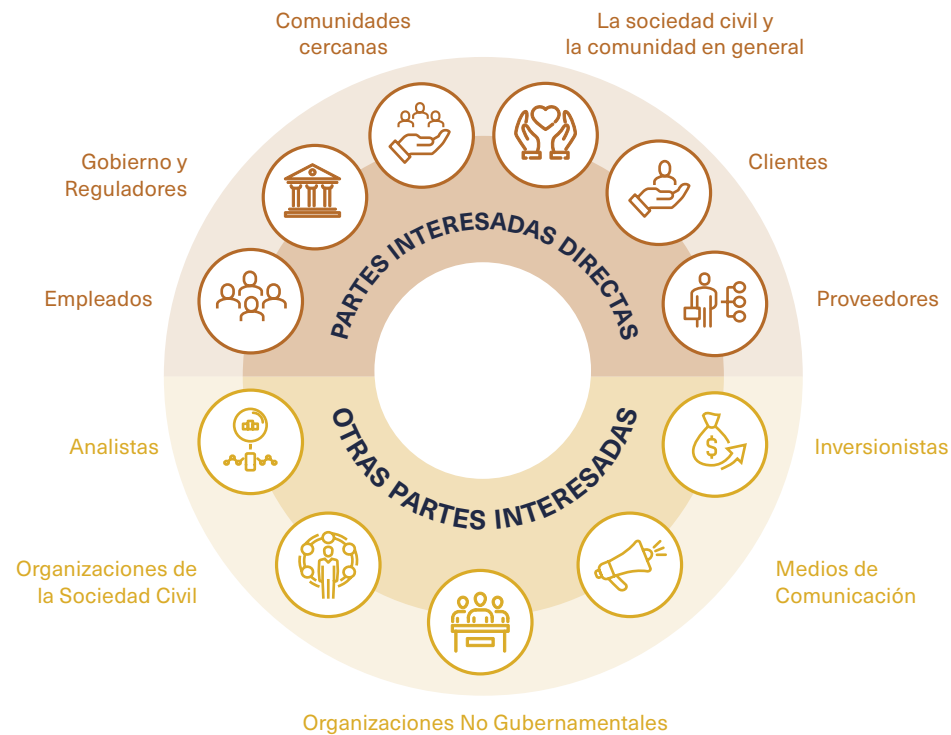 Comunidades
cercanas
La sociedad civil y
la comunidad en general
Gobierno y
Reguladores
Clientes
Empleados
Proveedores
PARTES INTERESADAS DIRECTAS
OTRAS PARTES INTERESADAS
Analistas
$
Inversionistas
Organizaciones de
la Sociedad Civil
Medios de
Comunicación
Organizaciones No Gubernamentales